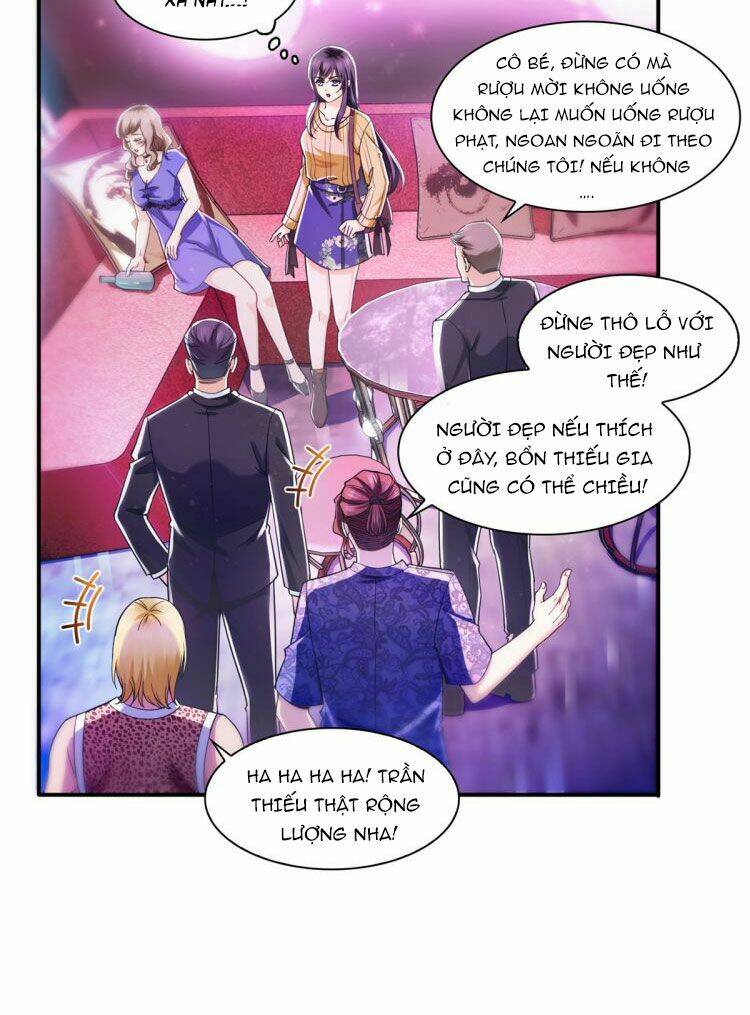 CÔ BÉ, ĐỪNG CÓ MÀ
RƯỢU MỜI KHÔNG UỐNG
KHÔNG LẠI MUỐN UỐNG RƯỢU
PHẠT, NGOAN NGOÃN ĐI THEO
CHÚNG TÔI! NẾU KHÔNG
....
ĐỪNG THÔ LỖ VỚI
NGƯỜI ĐẸP NHƯ
THẾ!
NGƯỜI ĐẸP NẾU THÍCH
Ở ĐÂY, BỔN THIẾU GIA
CŨNG CÓ THỂ CHIỀU!
HA HA HA HA! TRẦN
THIẾU THẬT RỘNG
LƯỢNG NHA!